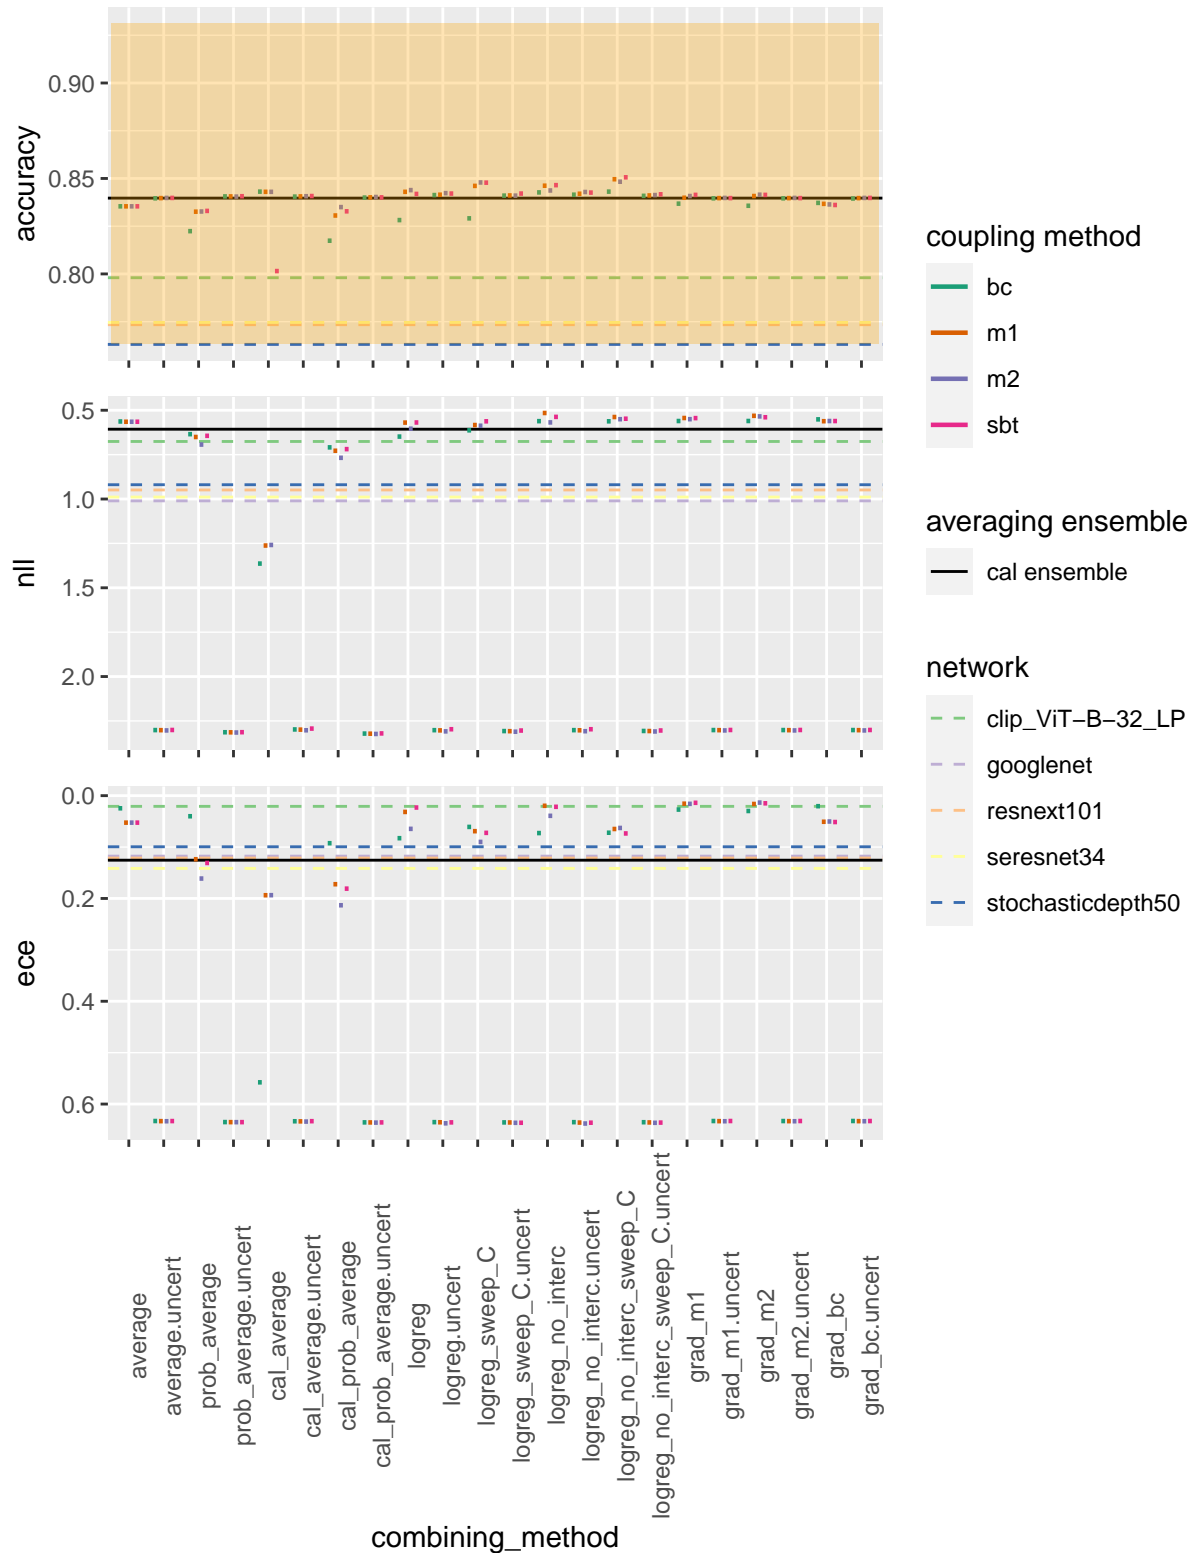 accuracy
0.90
0.85
0.80
nll
0.5
1.0
1.5
2.0
ece
0.0
0.2
0.4
0.6
average
average.uncert
prob_average
prob_average.uncert
cal_average
cal_average.uncert
cal_prob_average
cal_prob_average.uncert
logreg
logreg.uncert
logreg_sweep_C
logreg_sweep_C.uncert
logreg_no_interc
logreg_no_interc.uncert
logreg_no_interc_sweep_C
logreg_no_interc_sweep_C.uncert
grad_m1
grad_m1.uncert
grad_m2
grad_m2.uncert
grad_bc
grad_bc.uncert
combining_method
coupling method
bc
m1
m2
sbt
averaging ensemble
cal ensemble
network
clip_ViT−B−32_LP
googlenet
resnext101
seresnet34
stochasticdepth50